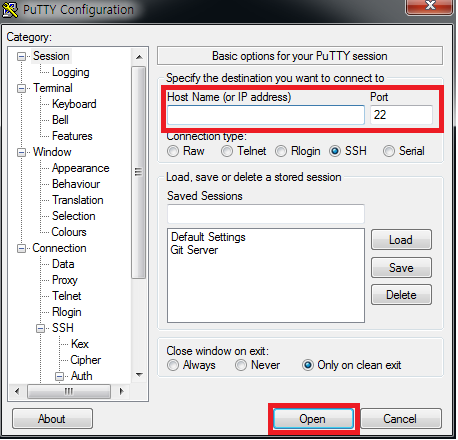 PuTTY Configuration
Category:
Session
Logging
Terminal
Keyboard
Bell
Features
Window
Appearance
Behaviour
Translation
Selection
Colours
Connection
Data
Proxy
Telnet
Rlogin
SSH
Kex
Cipher
Auth
Basic options for your PuTTY session
Specify the destination you want to connect to
Host Name (or IP address) Port
22
Connection type:
Raw Telnet Rlogin SSH Serial
Load, save or delete a stored session
Saved Sessions
Default Settings
Git Server
Load
Save
Delete
Close window on exit:
Always Never Only on clean exit
About Open Cancel